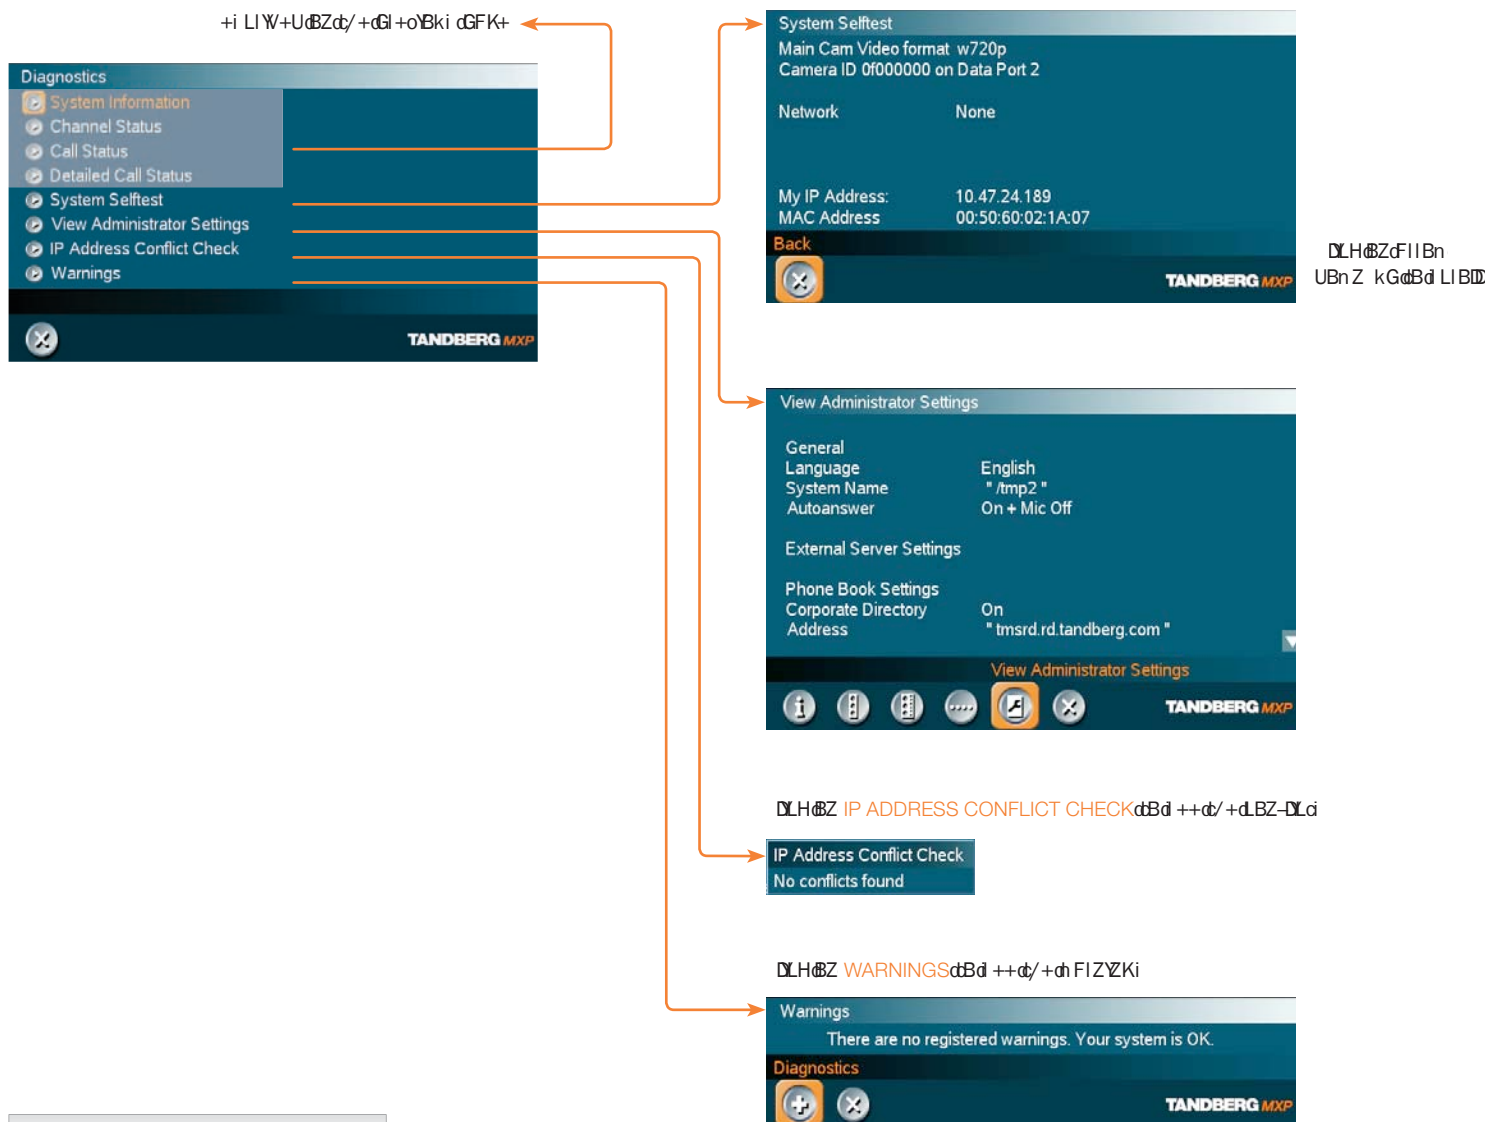 Diagnostics
System Information
Channel Status
Call Status
Detailed Call Status
System Selftest
View Administrator Settings
IP Address Conflict Check
Warnings
TANDBERG MXP
System Selftest
Main Cam Video format w720p
Camera ID 0f000000 on Data Port 2
Network None
My IP Address: 10.47.24.189
MAC Address 00:50:60:02:1A:07
Back
TANDBERG MXP
View Administrator Settings
General
Language English
System Name "/tmp2"
Autoanswer On + Mic Off
External Server Settings
Phone Book Settings
Corporate Directory On
Address "tmsrd.rd.tandberg.com"
View Administrator Settings
TANDBERG MXP
IP ADDRESS CONFLICT CHECK
IP Address Conflict Check
No conflicts found
WARNINGS
Warnings
There are no registered warnings. Your system is OK.
Diagnostics
TANDBERG MXP